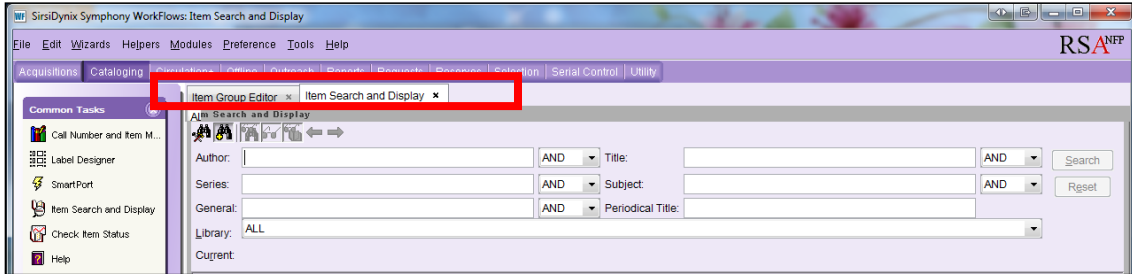 WF SirsiDynix Symphony WorkFlows: Item Search and Display
File Edit Wizards Helpers Modules Preference Tools Help
RSA NFP
Acquisitions Cataloging Circulation Offline Outreach Reports Requests Reserves Selection Serial Control Utility
Item Group Editor × Item Search and Display ×
Common Tasks
Search and Display
Call Number and Item M...
Label Designer
SmartPort
Item Search and Display
Check Item Status
Help
Author: AND Title: AND Search
Series: AND Subject: AND Reset
General: AND Periodical Title:
Library: ALL
Current: